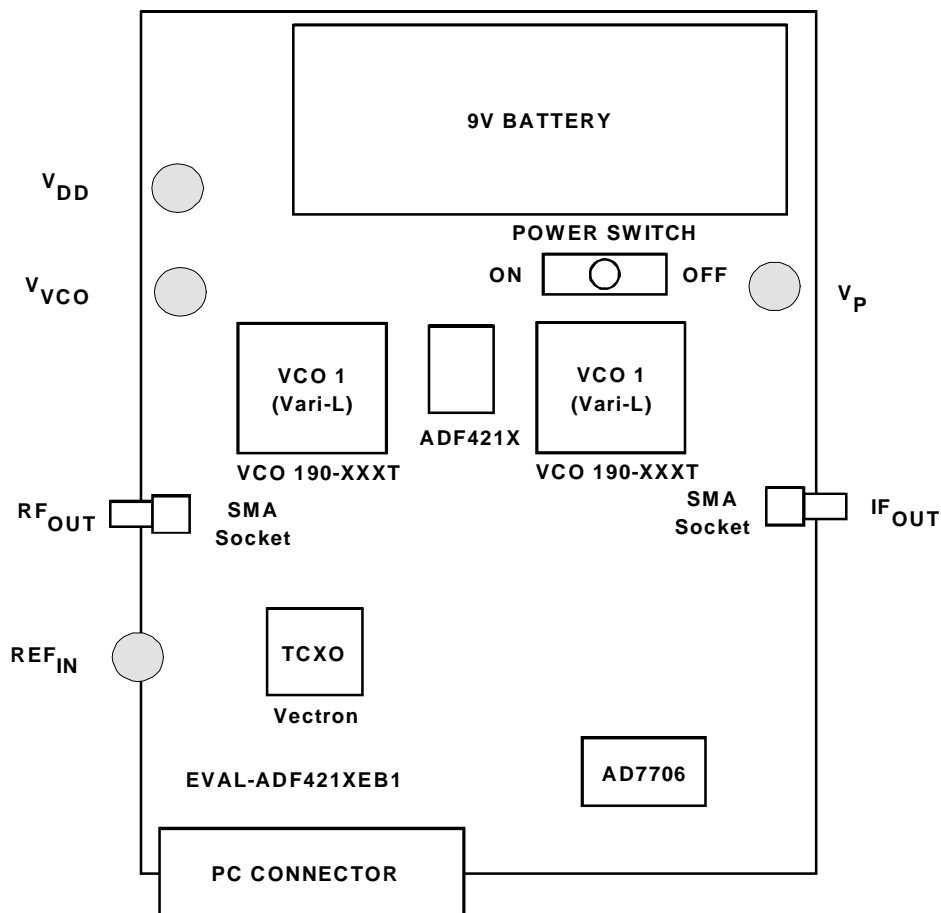 9V BATTERY
VDD
POWER SWITCH
ON OFF
VVCO
VP
VCO 1
(Vari-L)
VCO 1
(Vari-L)
ADF421X
VCO 190-XXXT
VCO 190-XXXT
RFOUT
SMA
Socket
SMA
Socket
IFOUT
REFIN
TCXO
Vectron
EVAL-ADF421XEB1
AD7706
PC CONNECTOR